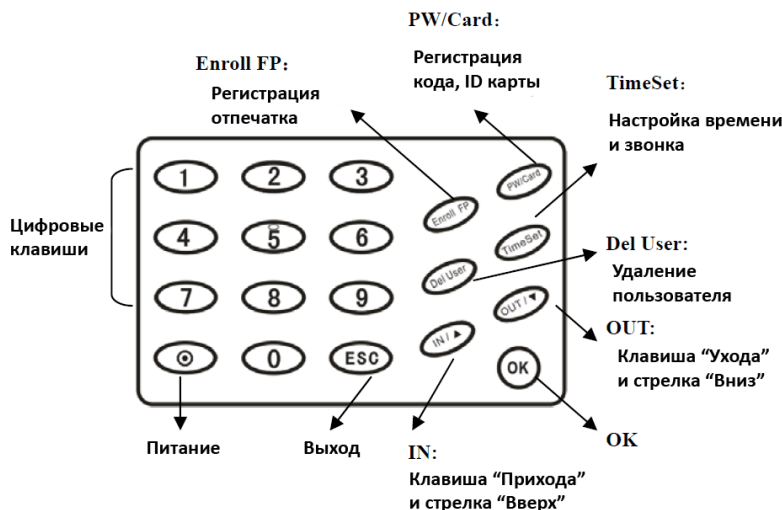 PW/Card:
Регистрация
кода, ID карты
Enroll FP:
Регистрация
отпечатка
TimeSet:
Настройка времени
и звонка
Цифровые
клавиши
1 2 3
PW/Card
Enroll FP
4 5 6
TimeSet
Del User
7 8 9
OUT/◀
IN/▲
0 ESC
OK
Del User:
Удаление
пользователя
OUT:
Клавиша “Ухода”
и стрелка “Вниз”
OK
Питание
Выход
IN:
Клавиша “Прихода”
и стрелка “Вверх”